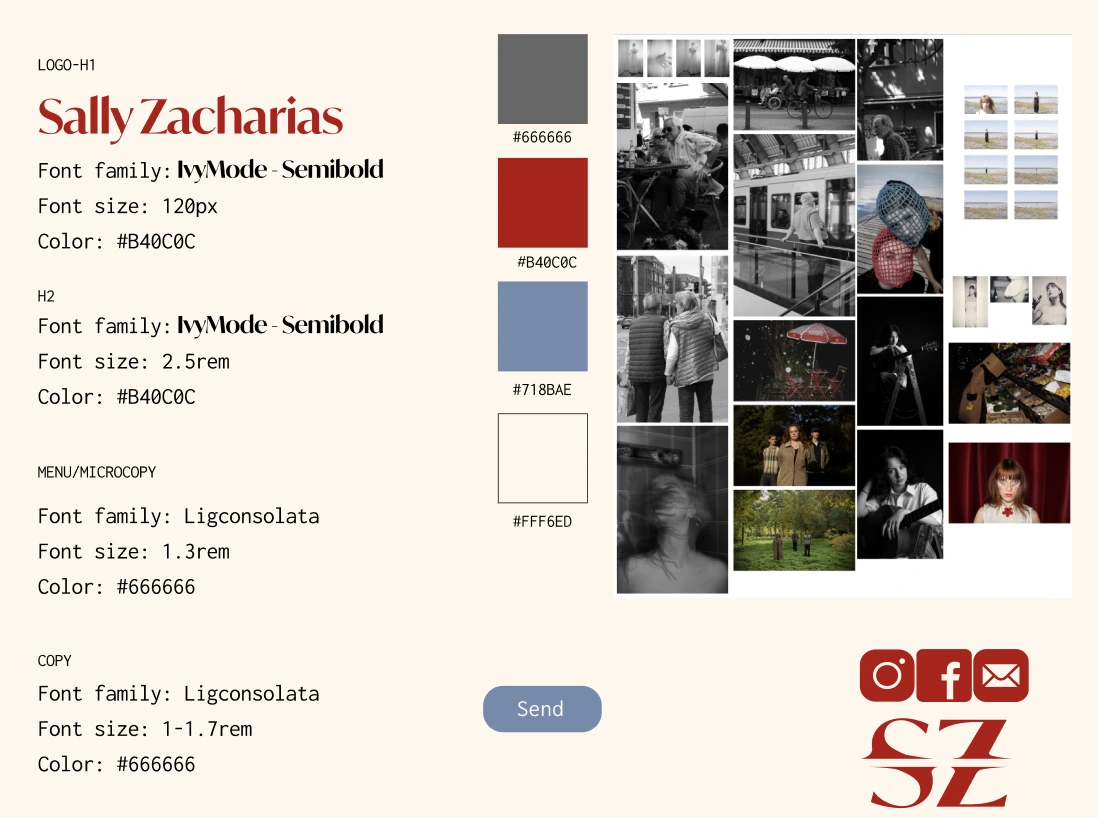 LOGO-H1
Sally Zacharias
Font family: IvyMode - Semibold
Font size: 120px
Color: #B40C0C
H2
Font family: IvyMode - Semibold
Font size: 2.5rem
Color: #B40C0C
MENU/MICROCOPY
Font family: Ligconsolata
Font size: 1.3rem
Color: #666666
COPY
Font family: Ligconsolata
Font size: 1-1.7rem
Color: #666666
#666666
#B40C0C
#718BAE
#FFF6ED
Send
SZ